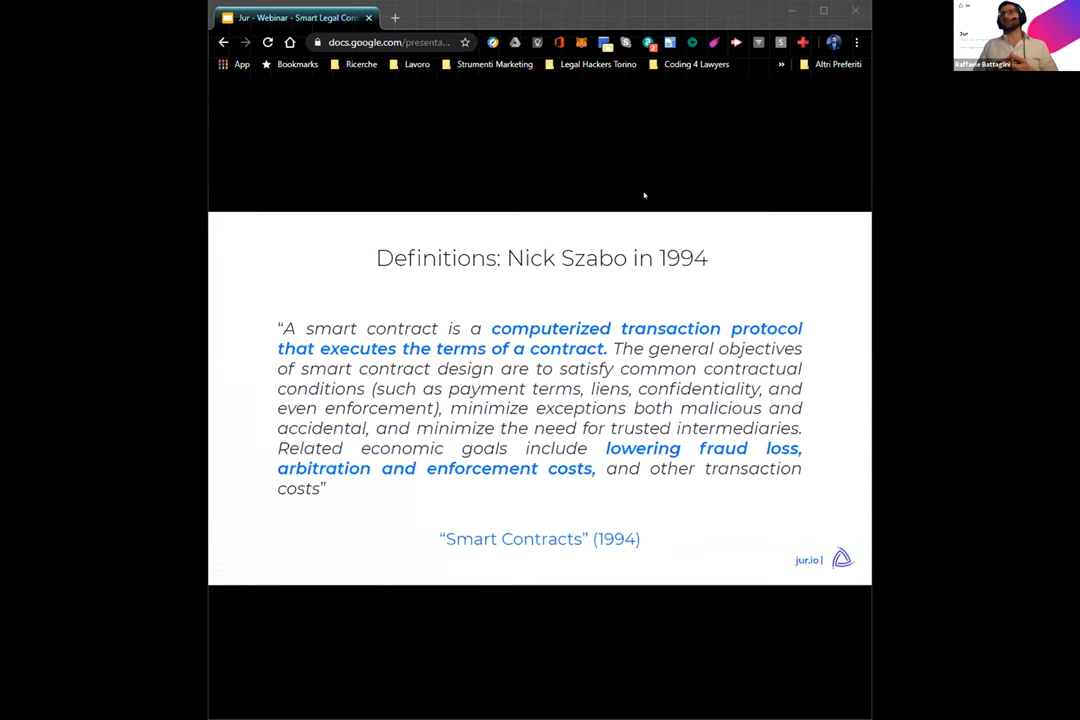 Jur - Webinar - Smart Legal Cont
docs.google.com/presenta...
App
Bookmarks
Ricerche
Lavoro
Strumenti Marketing
Legal Hackers Torino
Coding 4 Lawyers
»
Altri Preferiti
Jur
Jur
Raffaele Battaglini
Definitions: Nick Szabo in 1994
“A smart contract is a computerized transaction protocol
that executes the terms of a contract. The general objectives
of smart contract design are to satisfy common contractual
conditions (such as payment terms, liens, confidentiality, and
even enforcement), minimize exceptions both malicious and
accidental, and minimize the need for trusted intermediaries.
Related economic goals include lowering fraud loss,
arbitration and enforcement costs, and other transaction
costs”
“Smart Contracts” (1994)
jur.io |